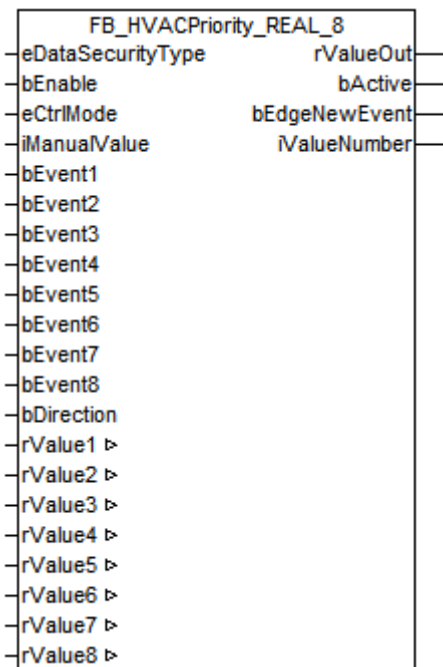 FB_HVACPriority_REAL_8
eDataSecurityType rValueOut
bEnable bActive
eCtrlMode bEdgeNewEvent
iManualValue iValueNumber
bEvent1
bEvent2
bEvent3
bEvent4
bEvent5
bEvent6
bEvent7
bEvent8
bDirection
rValue1 ▷
rValue2 ▷
rValue3 ▷
rValue4 ▷
rValue5 ▷
rValue6 ▷
rValue7 ▷
rValue8 ▷